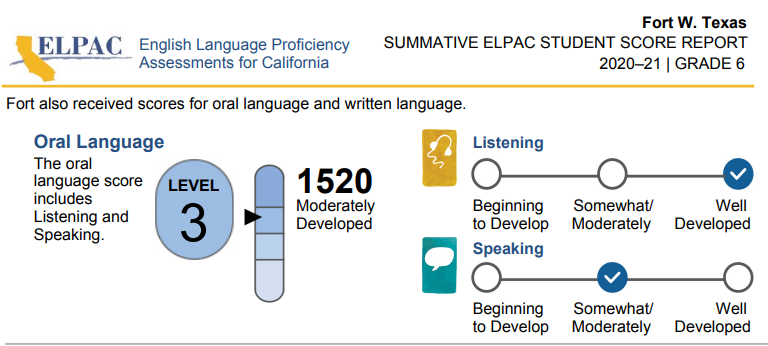 Fort W. Texas
ELPAC
English Language Proficiency
Assessments for California
SUMMATIVE ELPAC STUDENT SCORE REPORT
2020–21 | GRADE 6
Fort also received scores for oral language and written language.
Oral Language
The oral
language score
includes
Listening and
Speaking.
LEVEL
3
1520
Moderately
Developed
Listening
Beginning
to Develop
Somewhat/
Moderately
Well
Developed
Speaking
Beginning
to Develop
Somewhat/
Moderately
Well
Developed